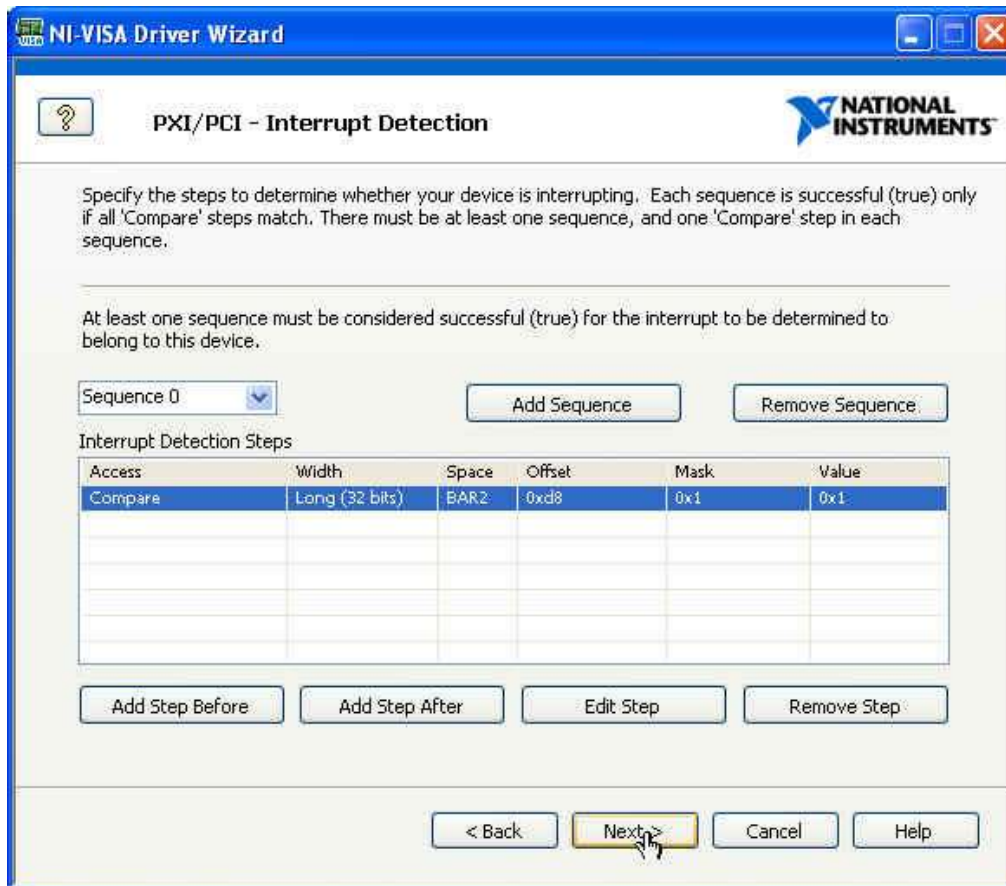 NI-VISA Driver Wizard
?
PXI/PCI - Interrupt Detection
NATIONAL
INSTRUMENTS
Specify the steps to determine whether your device is interrupting.  Each sequence is successful (true) only
if all 'Compare' steps match. There must be at least one sequence, and one 'Compare' step in each
sequence.
At least one sequence must be considered successful (true) for the interrupt to be determined to
belong to this device.
Sequence 0 Add Sequence Remove Sequence
Interrupt Detection Steps
Access Width Space Offset Mask Value
Compare Long (32 bits) BAR2 0xd8 0x1 0x1
Add Step Before Add Step After Edit Step Remove Step
< Back Next > Cancel Help